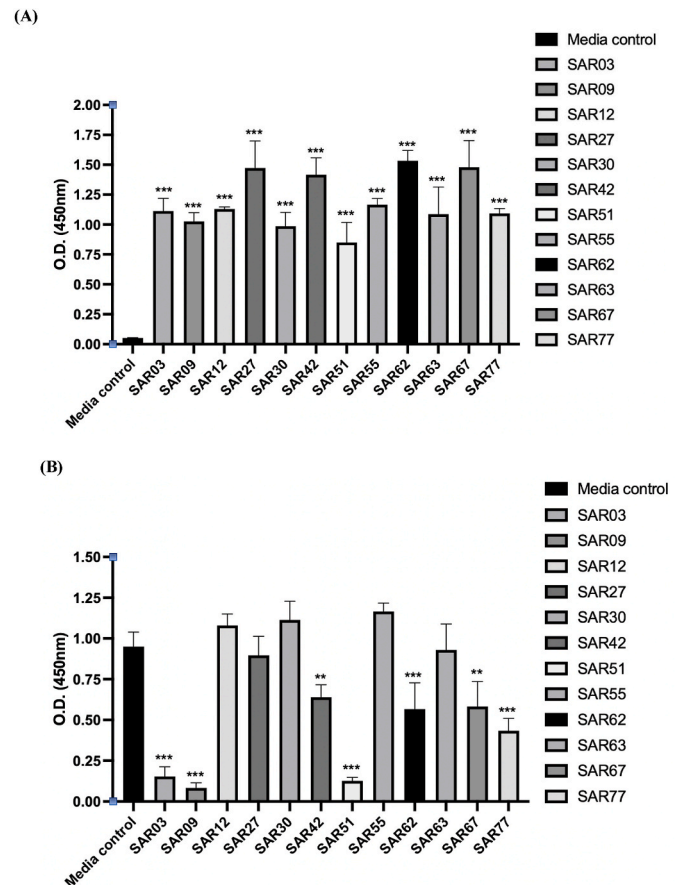 (A)
Media control
SAR03
SAR09
SAR12
SAR27
SAR30
SAR42
SAR51
SAR55
SAR62
SAR63
SAR67
SAR77
O.D. (450nm)
2.00
1.75
1.50
1.25
1.00
0.75
0.50
0.25
0.00
***
***
***
***
***
***
***
***
***
***
***
***
Media control
SAR03
SAR09
SAR12
SAR27
SAR30
SAR42
SAR51
SAR55
SAR62
SAR63
SAR67
SAR77
(B)
Media control
SAR03
SAR09
SAR12
SAR27
SAR30
SAR42
SAR51
SAR55
SAR62
SAR63
SAR67
SAR77
O.D. (450nm)
1.50
1.25
1.00
0.75
0.50
0.25
0.00
***
***
**
***
***
**
***
Media control
SAR03
SAR09
SAR12
SAR27
SAR30
SAR42
SAR51
SAR55
SAR62
SAR63
SAR67
SAR77